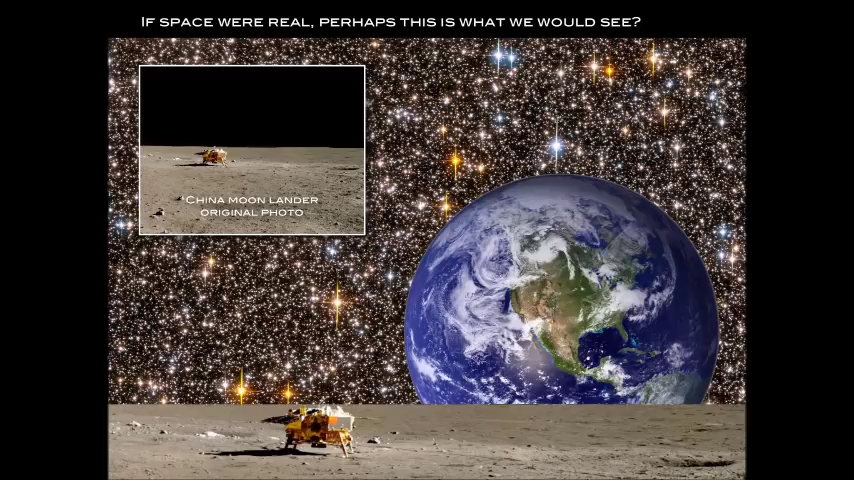 If space were real, perhaps this is what we would see?
*China moon lander
original photo